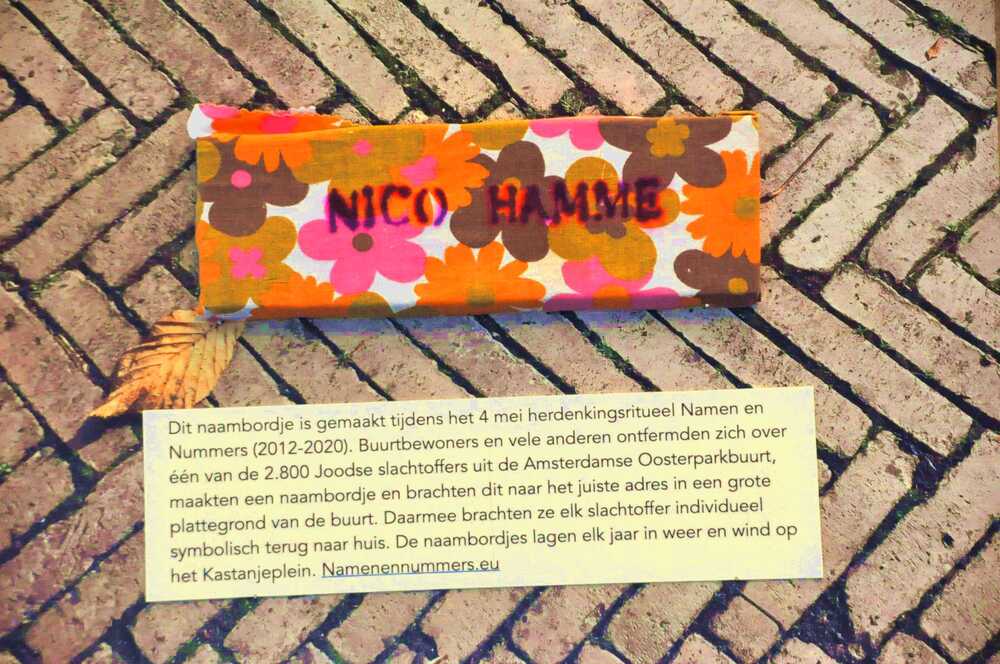 NICO HAMME
Dit naambordje is gemaakt tijdens het 4 mei herdenkingsritueel Namen en
Nummers (2012-2020). Buurtbewoners en vele anderen ontfermden zich over
één van de 2.800 Joodse slachtoffers uit de Amsterdamse Oosterparkbuurt,
maakten een naambordje en brachten dit naar het juiste adres in een grote
plattegrond van de buurt. Daarmee brachten ze elk slachtoffer individueel
symbolisch terug naar huis. De naambordjes lagen elk jaar in weer en wind op
het Kastanjeplein. Namenennummers.eu